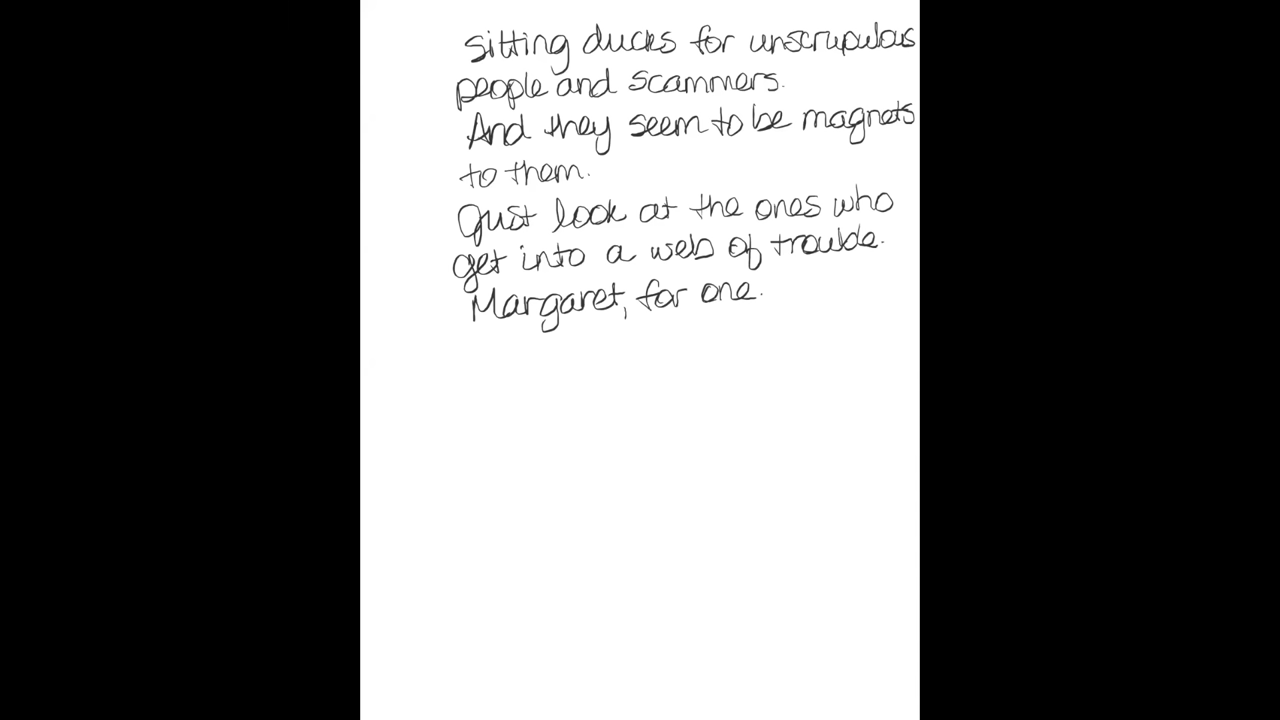 sitting ducks for unscrupulous
people and scammers.
And they seem to be magnets
to them.
Just look at the ones who
get into a web of trouble.
Margaret, for one.